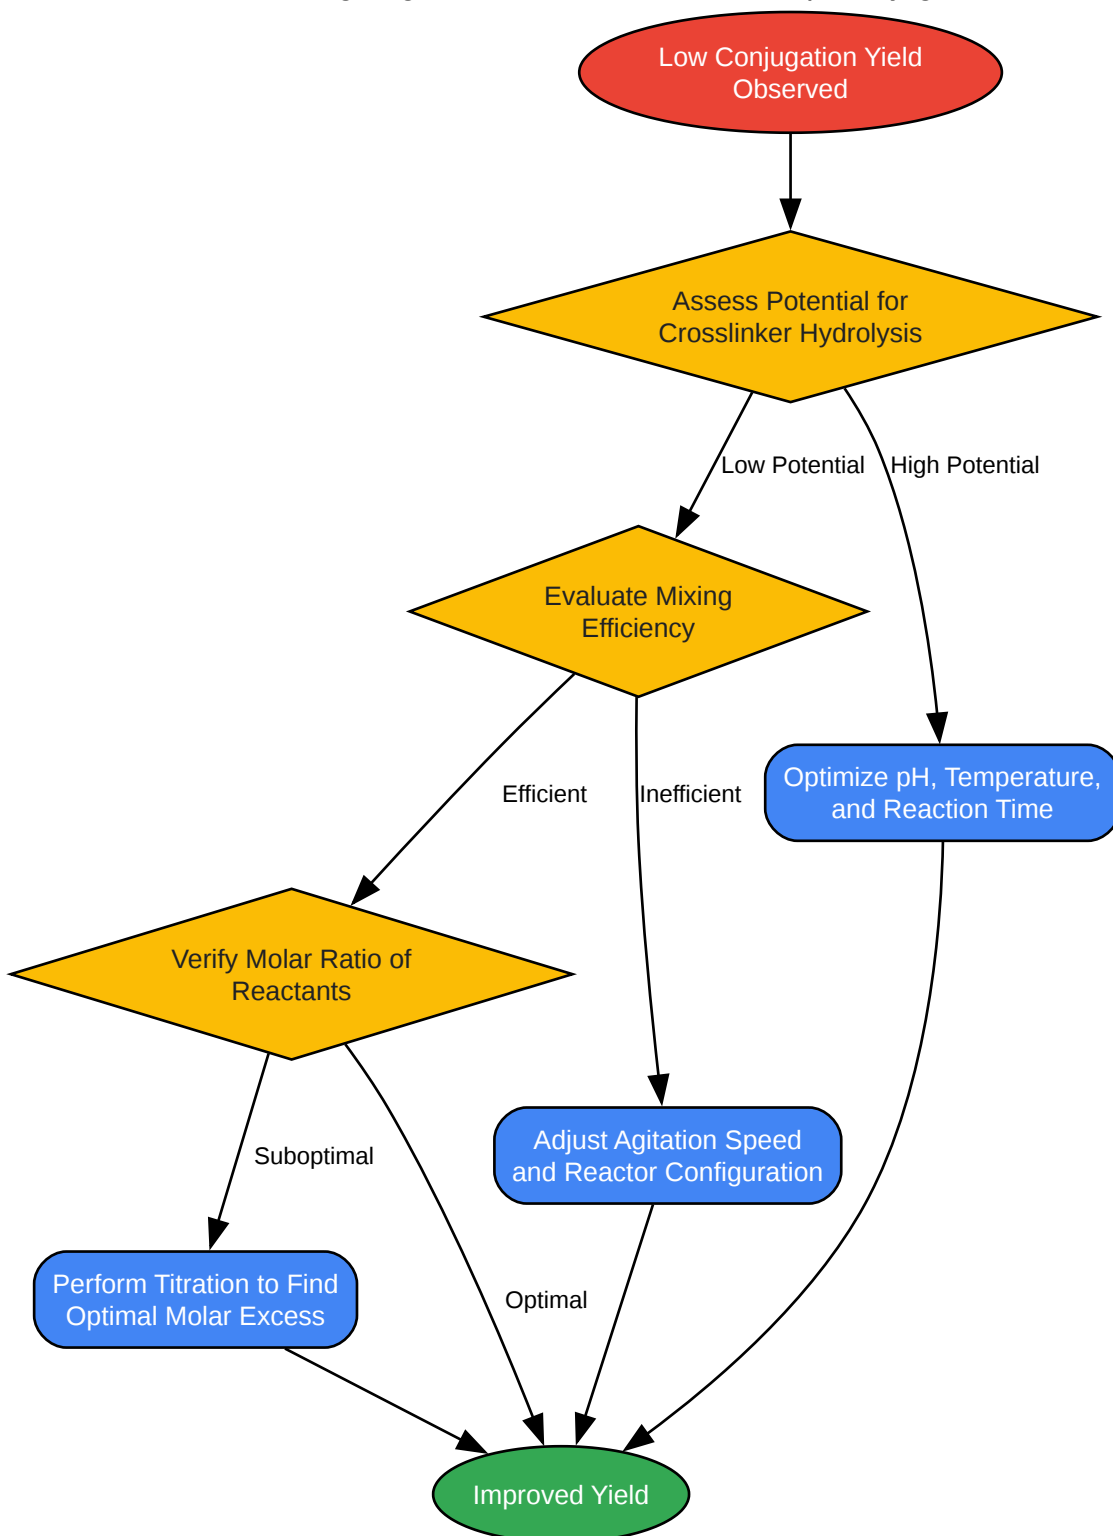 Low Conjugation Yield
Observed
Assess Potential for
Crosslinker Hydrolysis
Low Potential
High Potential
Evaluate Mixing
Efficiency
Efficient
Inefficient
Optimize pH, Temperature,
and Reaction Time
Verify Molar Ratio of
Reactants
Suboptimal
Adjust Agitation Speed
and Reactor Configuration
Perform Titration to Find
Optimal Molar Excess
Optimal
Improved Yield